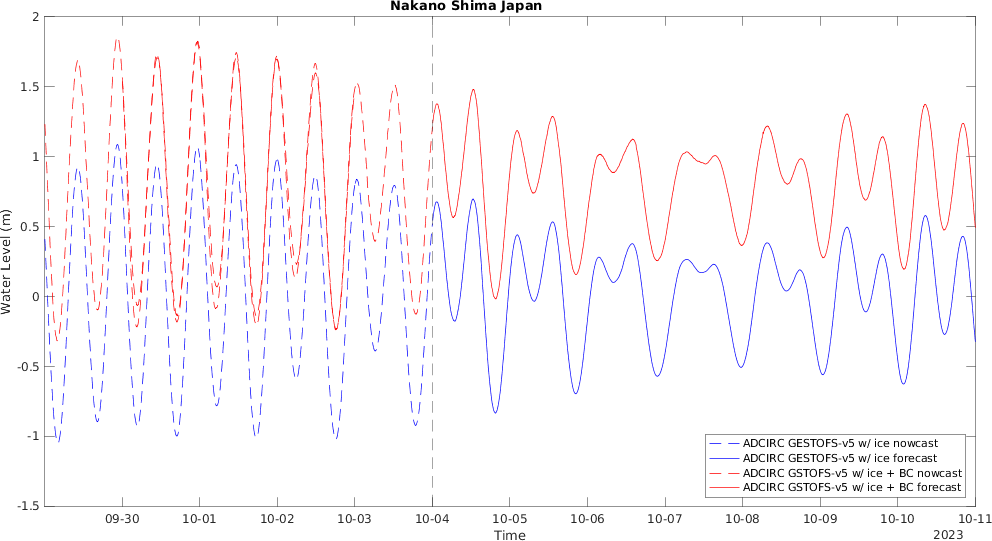 Nakano Shima Japan
2
1.5
1
0.5
0
-0.5
-1
-1.5
Water Level (m)
09-30 10-01 10-02 10-03 10-04 10-05 10-06 10-07 10-08 10-09 10-10 10-11
Time
2023
ADCIRC GESTOFS-v5 w/ ice nowcast
ADCIRC GESTOFS-v5 w/ ice forecast
ADCIRC GSTOFS-v5 w/ ice + BC nowcast
ADCIRC GSTOFS-v5 w/ ice + BC forecast